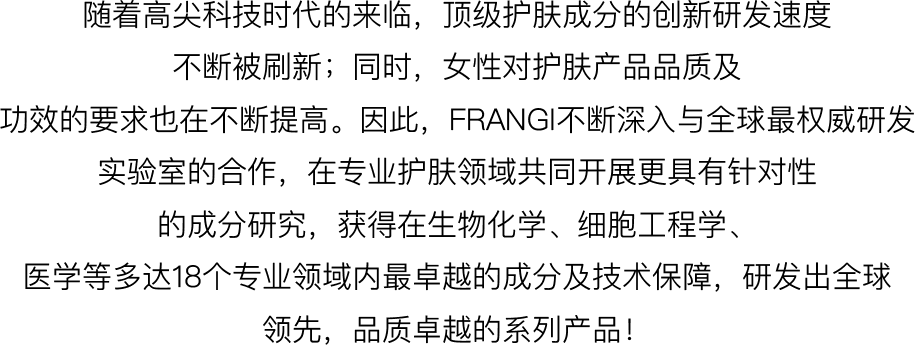 随着高尖科技时代的来临，顶级护肤成分的创新研发速度
不断被刷新；同时，女性对护肤产品品质及
功效的要求也在不断提高。因此，FRANGI不断深入与全球最权威研发
实验室的合作，在专业护肤领域共同开展更具有针对性
的成分研究，获得在生物化学、细胞工程学、
医学等多达18个专业领域内最卓越的成分及技术保障，研发出全球
领先，品质卓越的系列产品！